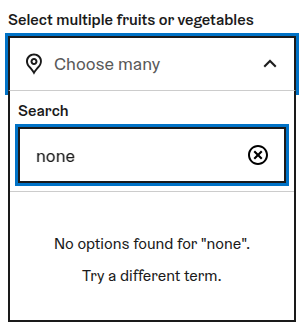 Select multiple fruits or vegetables
Choose many
Search
none
No options found for "none".
Try a different term.